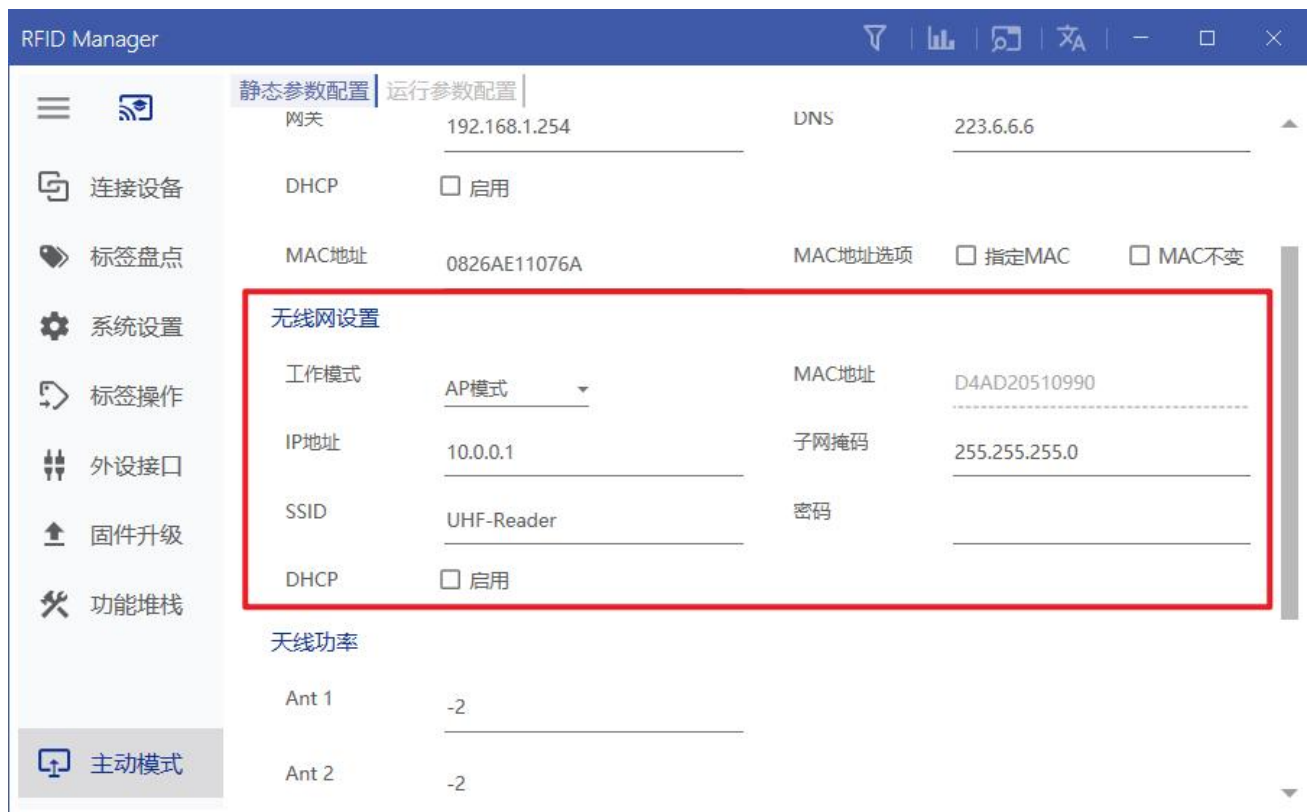 RFID Manager
静态参数配置 运行参数配置
网关 192.168.1.254 DNS 223.6.6.6
连接设备
DHCP 启用
标签盘点
MAC地址 0826AE11076A MAC地址选项 指定MAC MAC不变
系统设置
无线网设置
标签操作
工作模式 AP模式 MAC地址 D4AD20510990
外设接口
IP地址 10.0.0.1 子网掩码 255.255.255.0
固件升级
SSID UHF-Reader 密码
功能堆栈
DHCP 启用
天线功率
Ant 1 -2
主动模式
Ant 2 -2